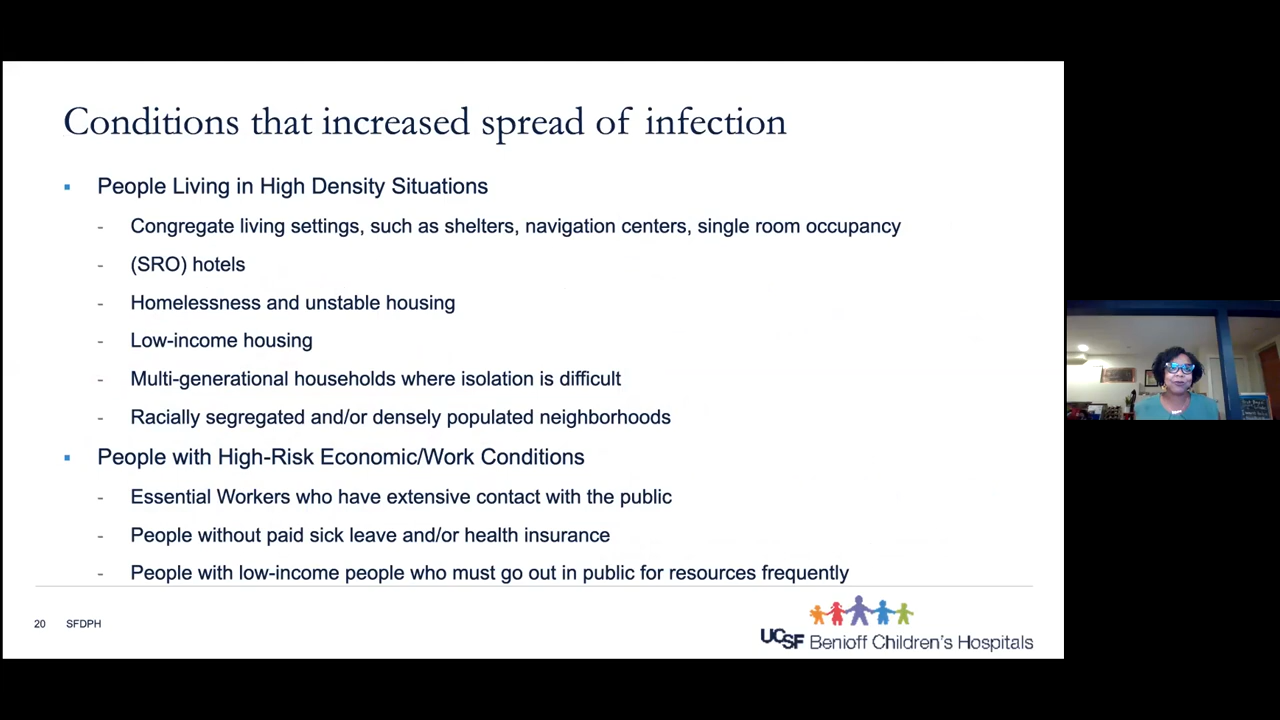 Conditions that increased spread of infection
▪ People Living in High Density Situations
- Congregate living settings, such as shelters, navigation centers, single room occupancy
- (SRO) hotels
- Homelessness and unstable housing
- Low-income housing
- Multi-generational households where isolation is difficult
- Racially segregated and/or densely populated neighborhoods
▪ People with High-Risk Economic/Work Conditions
- Essential Workers who have extensive contact with the public
- People without paid sick leave and/or health insurance
- People with low-income people who must go out in public for resources frequently
20 SFDPH
UCSF Benioff Children's Hospitals